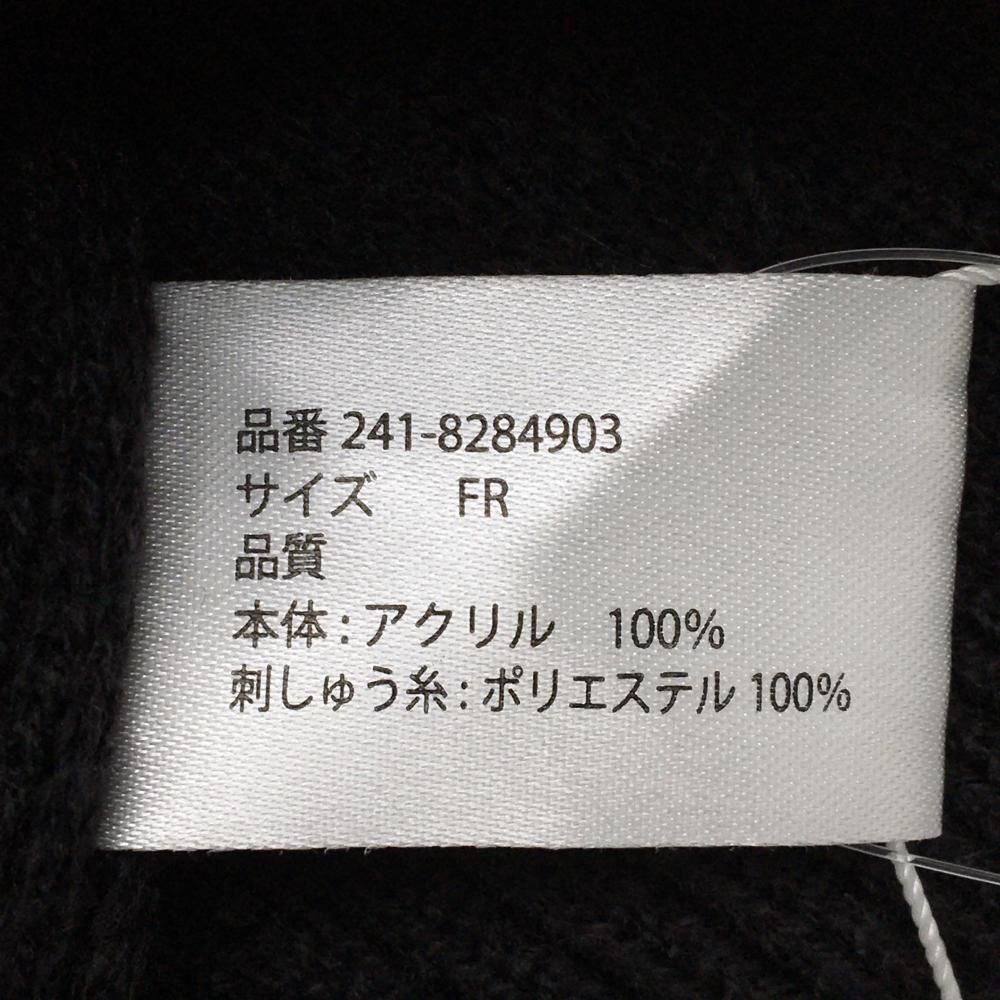 品番 241-8284903
サイズ FR
品質
本体：アクリル 100%
刺しゅう糸：ポリエステル 100%